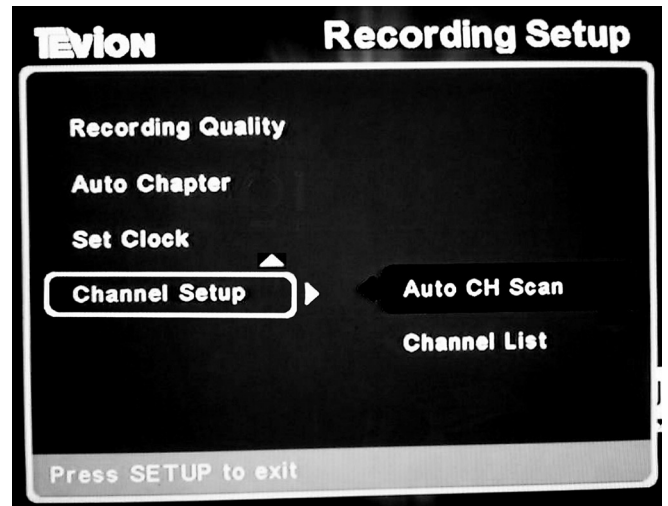 TEVION
Recording Setup
Recording Quality
Auto Chapter
Set Clock
Channel Setup
Auto CH Scan
Channel List
Press SETUP to exit